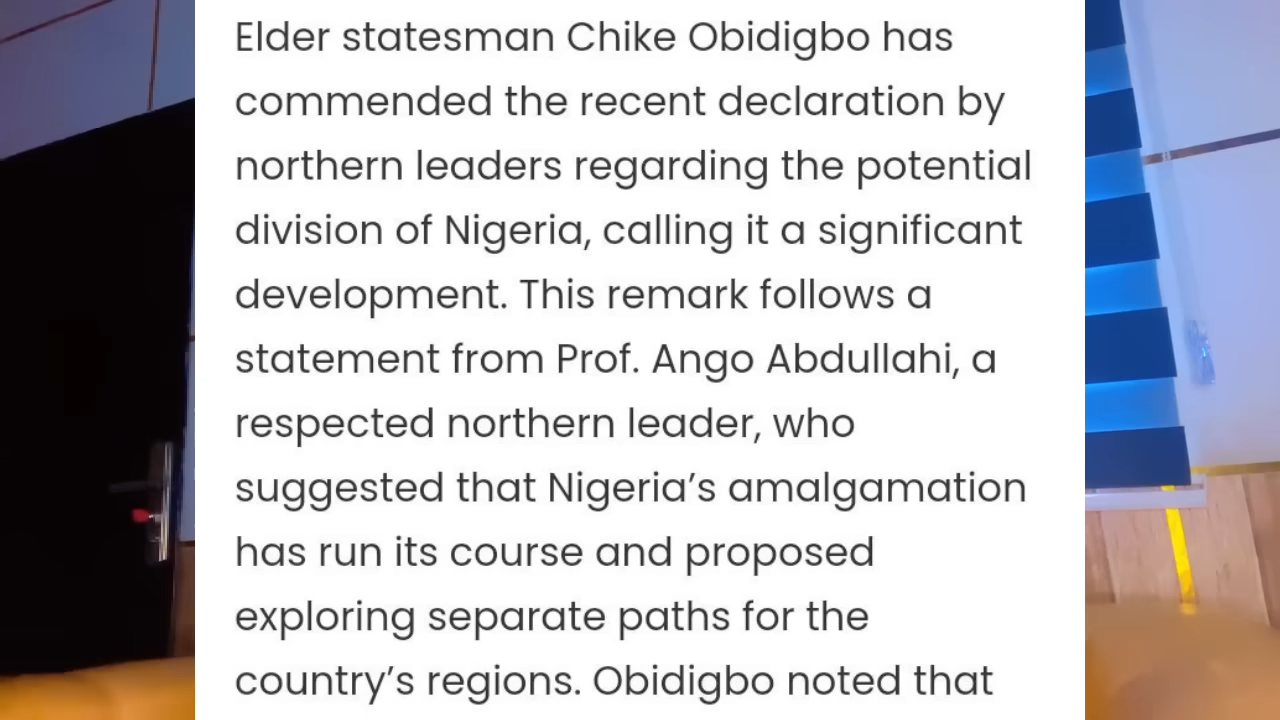 Elder statesman Chike Obidigbo has
commended the recent declaration by
northern leaders regarding the potential
division of Nigeria, calling it a significant
development. This remark follows a
statement from Prof. Ango Abdullahi, a
respected northern leader, who
suggested that Nigeria’s amalgamation
has run its course and proposed
exploring separate paths for the
country’s regions. Obidigbo noted that